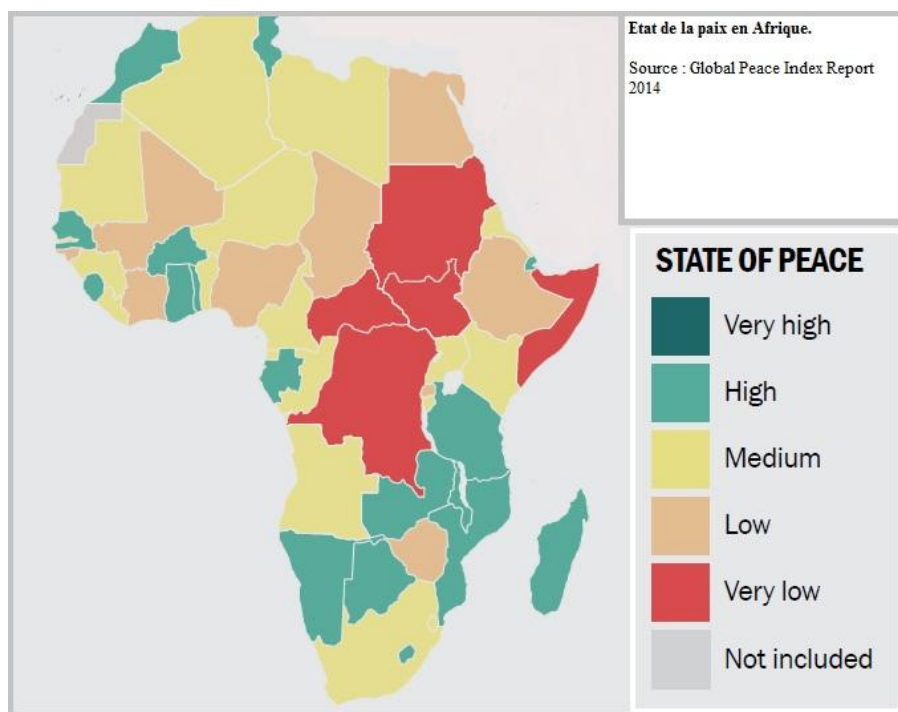 Etat de la paix en Afrique.
Source : Global Peace Index Report
2014
STATE OF PEACE
Very high
High
Medium
Low
Very low
Not included